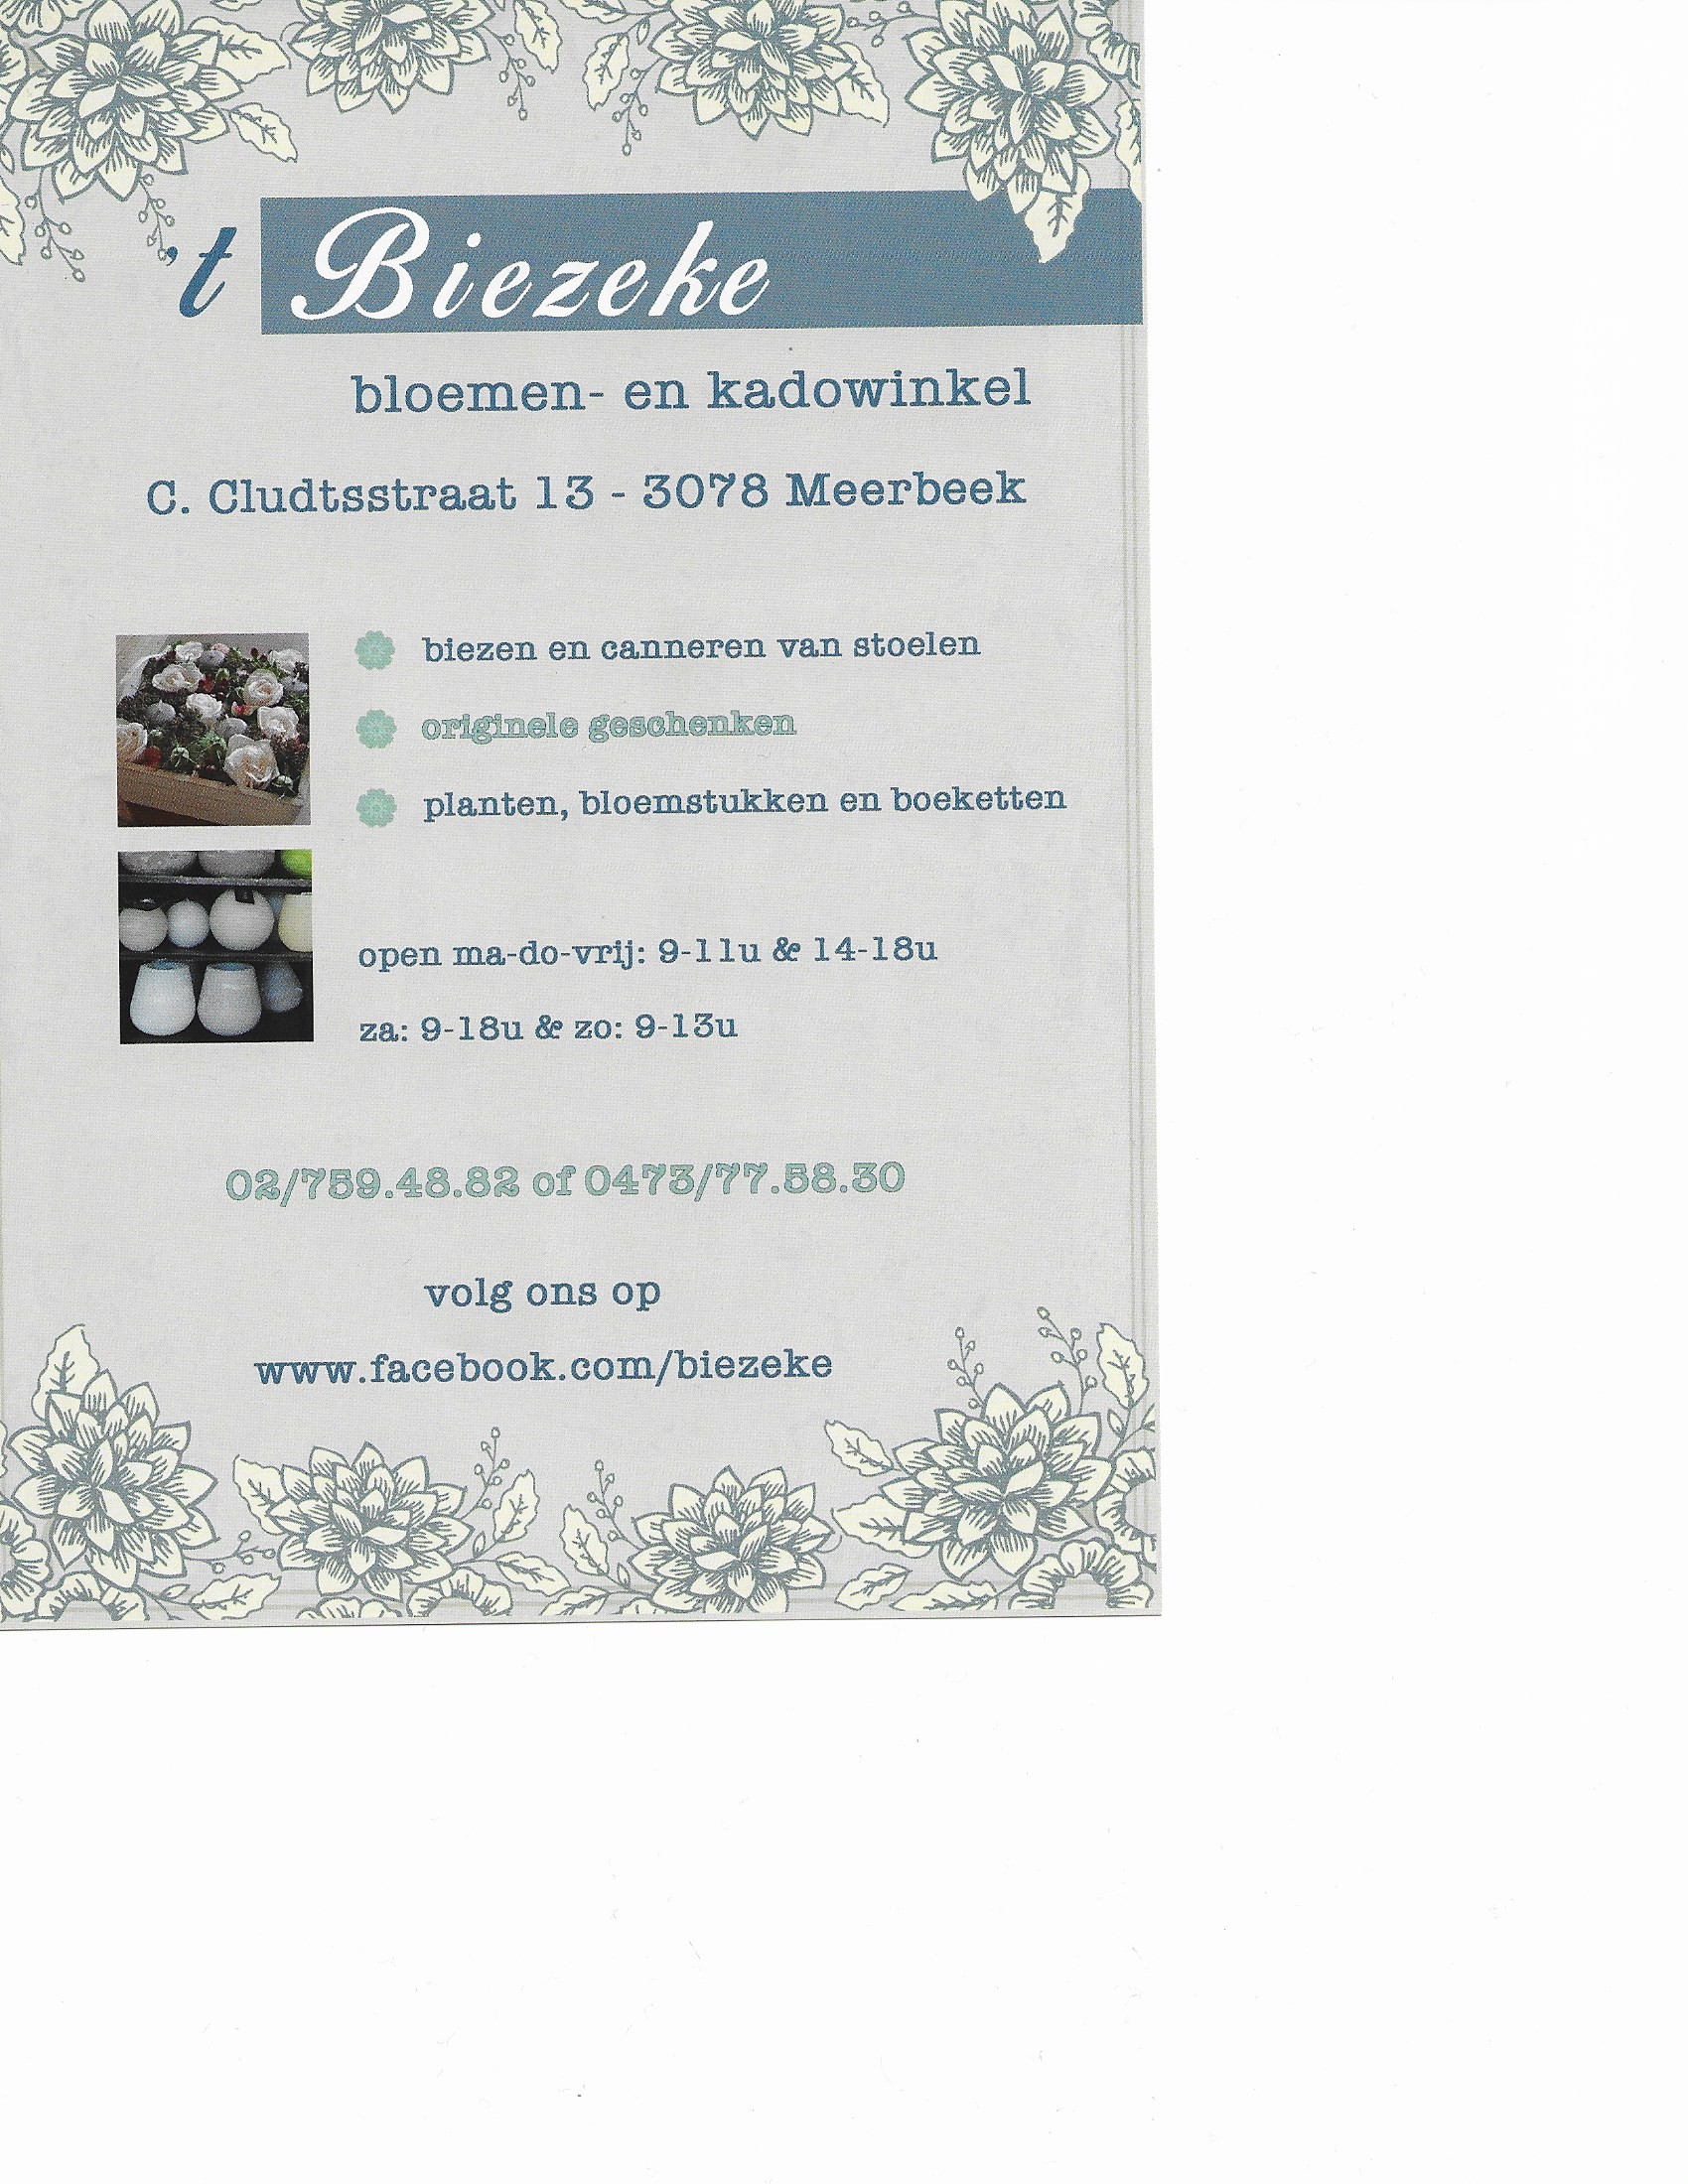 't Biezeke
bloemen- en kadowinkel
C. Cludtsstraat 13 - 3078 Meerbeek
biezen en canneren van stoelen
originele geschenken
planten, bloemstukken en boeketten
open ma-do-vrij: 9-11u & 14-18u
za: 9-18u & zo: 9-13u
02/759.48.82 of 0473/77.58.30
volg ons op
www.facebook.com/biezeke